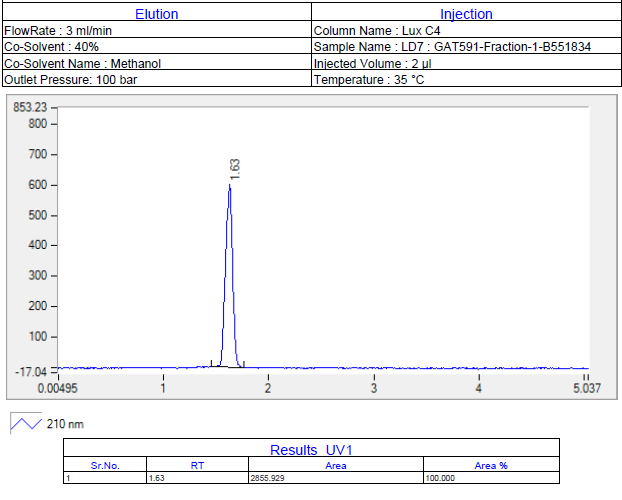 Elution Injection
FlowRate : 3 ml/min Column Name : Lux C4
Co-Solvent : 40% Sample Name : LD7 : GAT591-Fraction-1-B551834
Co-Solvent Name : Methanol Injected Volume : 2 µl
Outlet Pressure: 100 bar Temperature : 35 °C
853.23
800
700
600
500
400
300
200
100
-17.04
1.63
0.00495 1 2 3 4 5.037
210 nm
Results UV1
Sr.No. RT Area Area %
1 1.63 2855.929 100.000